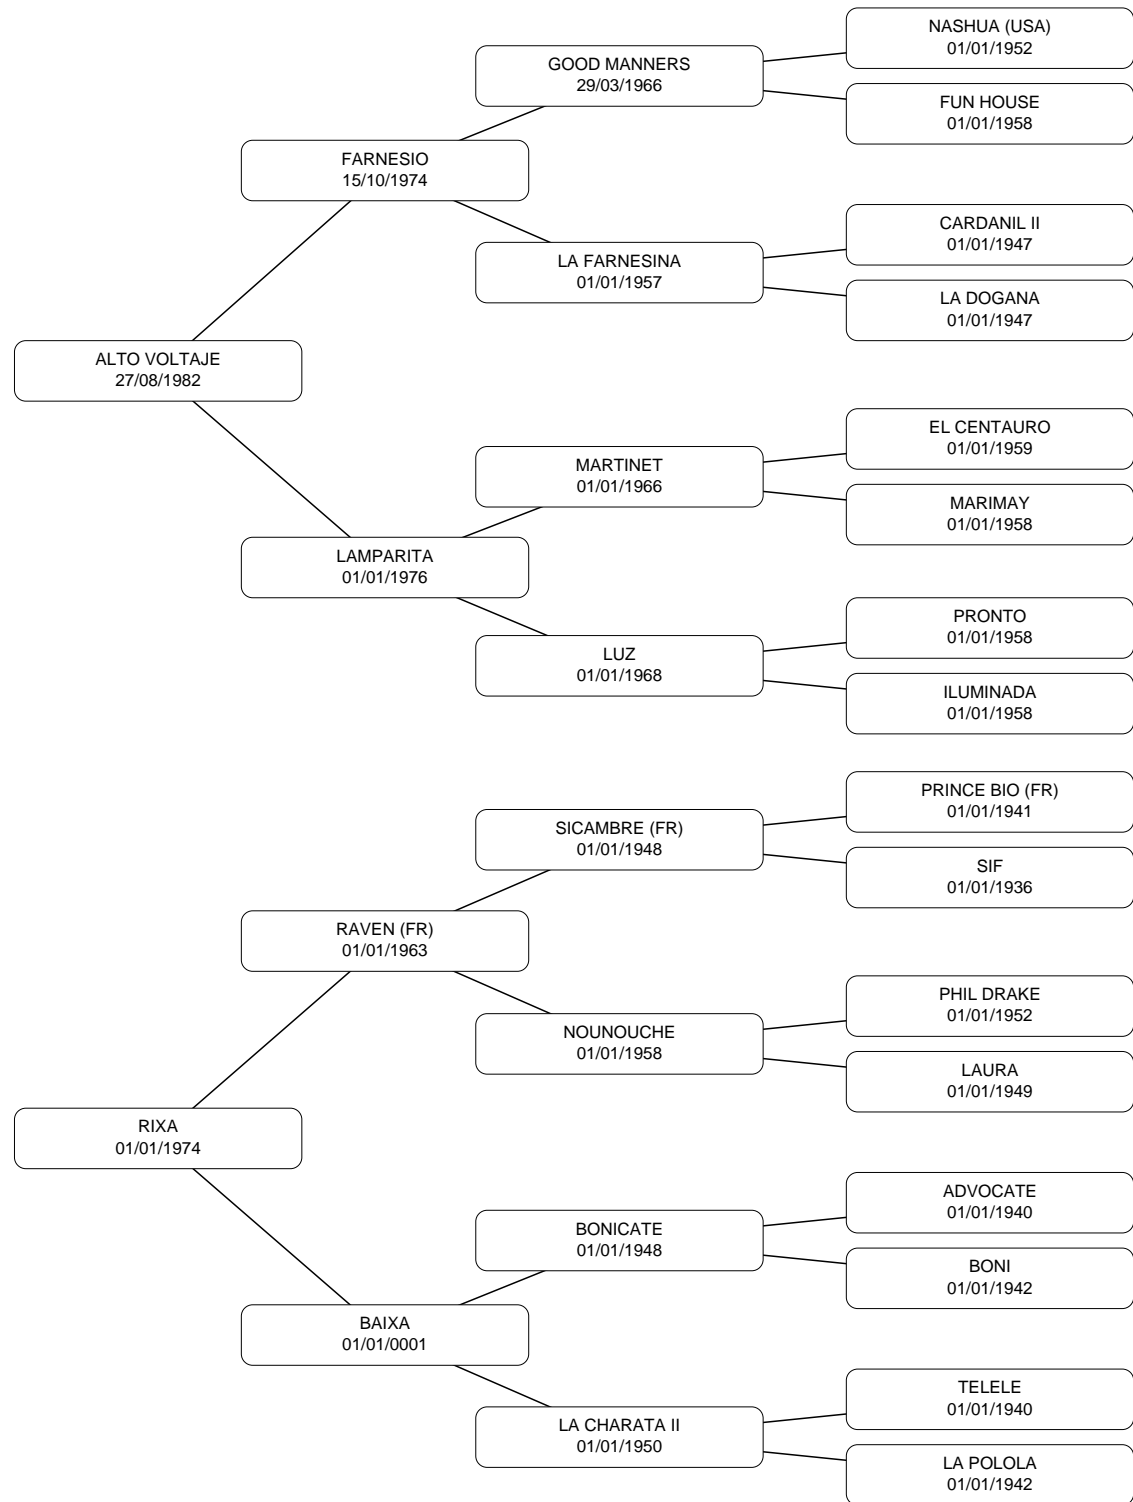 NASHUA (USA)
01/01/1952
GOOD MANNERS
29/03/1966
FUN HOUSE
01/01/1958
FARNESIO
15/10/1974
CARDANIL II
01/01/1947
LA FARNESINA
01/01/1957
LA DOGANA
01/01/1947
ALTO VOLTAJE
27/08/1982
EL CENTAURO
01/01/1959
MARTINET
01/01/1966
MARIMAY
01/01/1958
LAMPARITA
01/01/1976
PRONTO
01/01/1958
LUZ
01/01/1968
ILUMINADA
01/01/1958
PRINCE BIO (FR)
01/01/1941
SICAMBRE (FR)
01/01/1948
SIF
01/01/1936
RAVEN (FR)
01/01/1963
PHIL DRAKE
01/01/1952
NOUNOUCHE
01/01/1958
LAURA
01/01/1949
RIXA
01/01/1974
ADVOCATE
01/01/1940
BONICATE
01/01/1948
BONI
01/01/1942
BAIXA
01/01/0001
TELELE
01/01/1940
LA CHARATA II
01/01/1950
LA POLOLA
01/01/1942